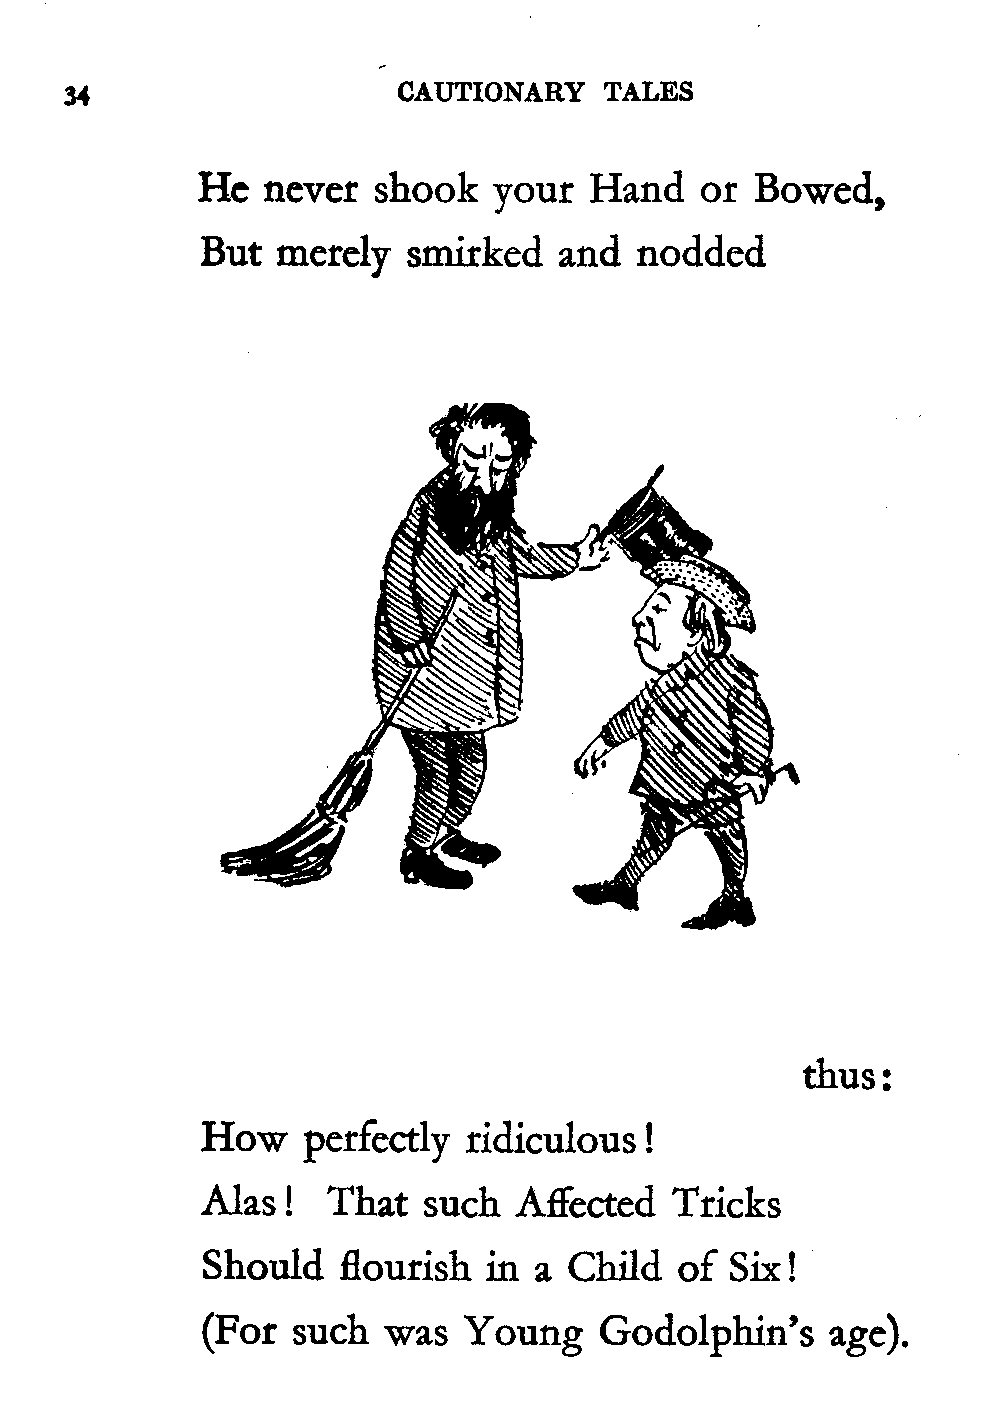 34 CAUTIONARY TALES
He never shook your Hand or Bowed,
But merely smirked and nodded
thus:
How perfectly ridiculous!
Alas! That such Affected Tricks
Should flourish in a Child of Six!
(For such was Young Godolphin's age).